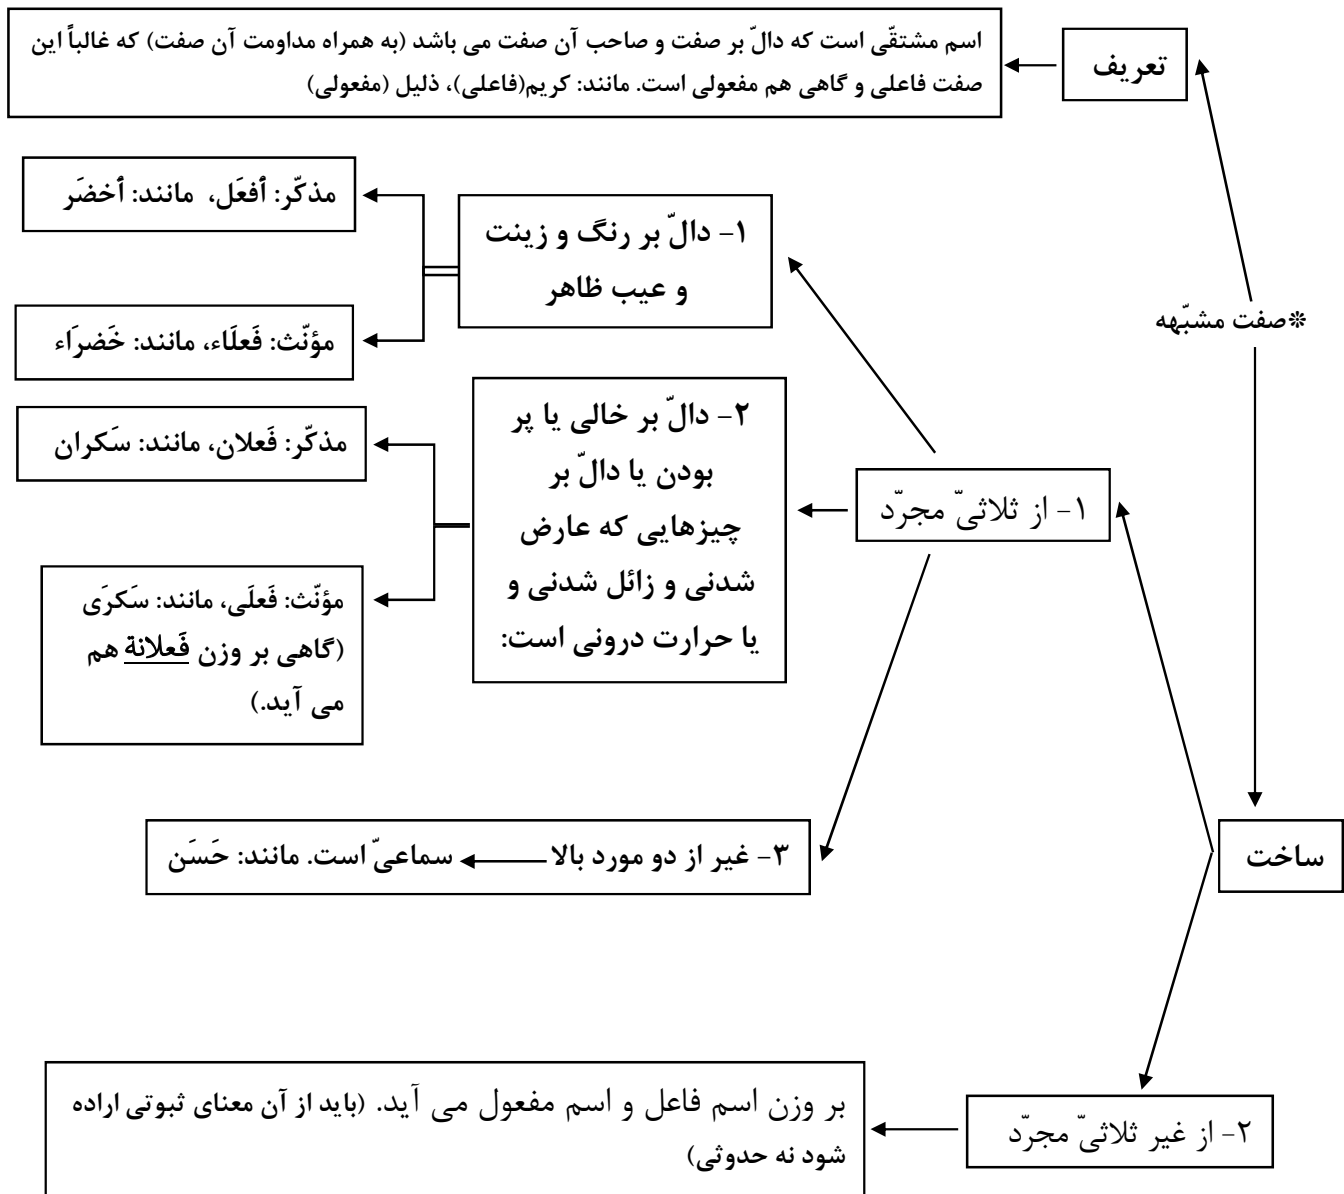 اسم مشتقّی است که دالّ بر صفت و صاحب آن صفت می باشد (به همراه مداومت آن صفت) که غالباً این
صفت فاعلی و گاهی هم مفعولی است. مانند: کریم(فاعلی)، ذلیل (مفعولی)
تعریف
مذکّر: أفعَل، مانند: أخضَر
۱- دالّ بر رنگ و زینت
و عیب ظاهر
مؤنّث: فَعلَاء، مانند: خَضرَاء
*صفت مشبّهه
۲- دالّ بر خالی یا پر
بودن یا دالّ بر
چیزهایی که عارض
شدنی و زائل شدنی و
یا حرارت درونی است:
مذکّر: فَعلان، مانند: سَکران
۱- از ثلاثیّ مجرّد
مؤنّث: فَعلَی، مانند: سَکرَی
(گاهی بر وزن فَعلانة هم
می آید.)
۳- غیر از دو مورد بالا ← سماعیّ است. مانند: حَسَن
ساخت
بر وزن اسم فاعل و اسم مفعول می آید. (باید از آن معنای ثبوتی اراده
شود نه حدوثی)
۲- از غیر ثلاثیّ مجرّد